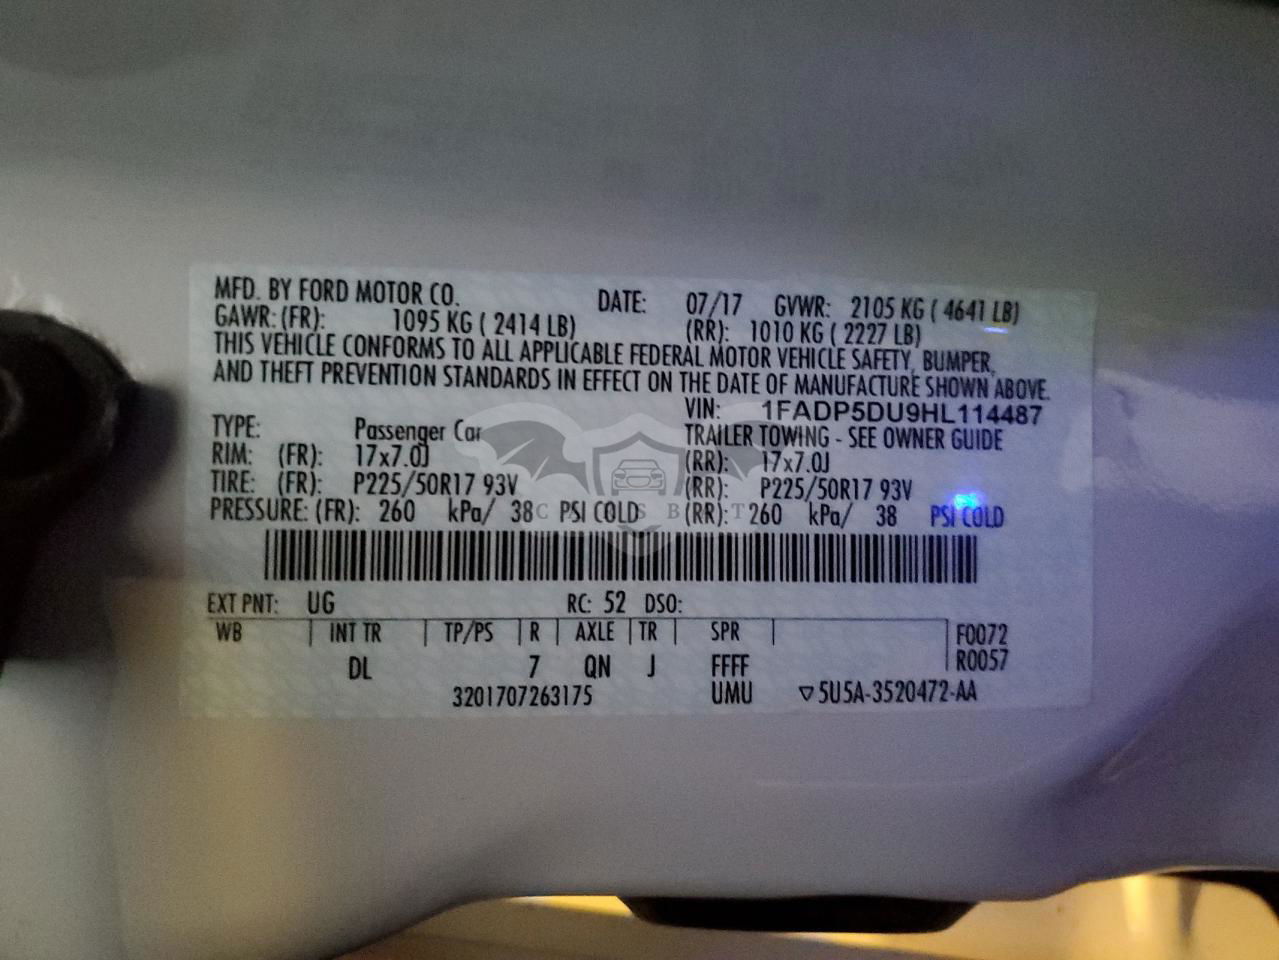 MFD. BY FORD MOTOR CO. DATE: 07/17 GVWR: 2105 KG ( 4641 LB)
GAWR: (FR): 1095 KG ( 2414 LB) (RR): 1010 KG ( 2227 LB)
THIS VEHICLE CONFORMS TO ALL APPLICABLE FEDERAL MOTOR VEHICLE SAFETY, BUMPER,
AND THEFT PREVENTION STANDARDS IN EFFECT ON THE DATE OF MANUFACTURE SHOWN ABOVE.
VIN: 1FADP5DU9HL114487
TYPE: Passenger Car TRAILER TOWING - SEE OWNER GUIDE
RIM: (FR): 17x7.0J (RR): 17x7.0J
TIRE: (FR): P225/50R17 93V (RR): P225/50R17 93V
PRESSURE: (FR): 260 kPa/ 38 PSI COLD (RR): 260 kPa/ 38 PSI COLD
EXT PNT: UG RC: 52 DSO:
WB INT TR TP/PS R AXLE TR SPR F0072
DL 7 QN J FFFF R0057
3201707263175 UMU ▽5U5A-3520472-AA